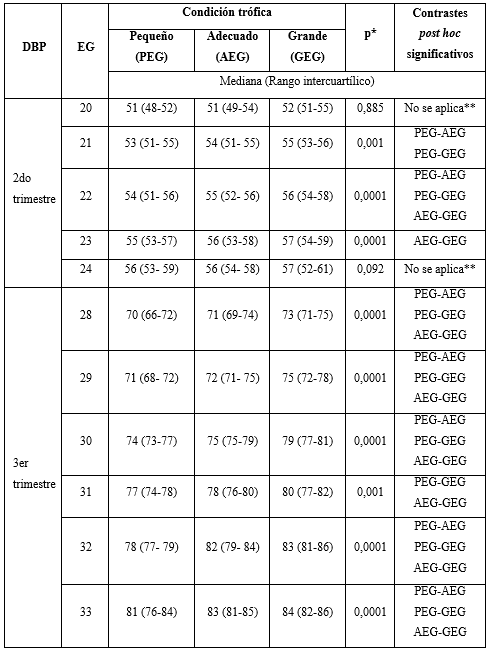 DBP EG Condición trófica p* Contrastes post hoc significativos
Pequeño (PEG) Adecuado (AEG) Grande (GEG)
Mediana (Rango intercuartílico)
2do trimestre
20 51 (48-52) 51 (49-54) 52 (51-55) 0,885 No se aplica**
21 53 (51- 55) 54 (51- 55) 55 (53-56) 0,001 PEG-AEG
PEG-GEG
22 54 (51- 56) 55 (52- 56) 56 (54-58) 0,0001 PEG-AEG
PEG-GEG
AEG-GEG
23 55 (53-57) 56 (53-58) 57 (54-59) 0,0001 AEG-GEG
24 56 (53- 59) 56 (54- 58) 57 (52-61) 0,092 No se aplica**
3er trimestre
28 70 (66-72) 71 (69-74) 73 (71-75) 0,0001 PEG-AEG
PEG-GEG
AEG-GEG
29 71 (68- 72) 72 (71- 75) 75 (72-78) 0,0001 PEG-AEG
PEG-GEG
AEG-GEG
30 74 (73-77) 75 (75-79) 79 (77-81) 0,0001 PEG-AEG
PEG-GEG
AEG-GEG
31 77 (74-78) 78 (76-80) 80 (77-82) 0,001 PEG-GEG
AEG-GEG
32 78 (77- 79) 82 (79- 84) 83 (81-86) 0,0001 PEG-AEG
PEG-GEG
AEG-GEG
33 81 (76-84) 83 (81-85) 84 (82-86) 0,0001 PEG-AEG
PEG-GEG
AEG-GEG